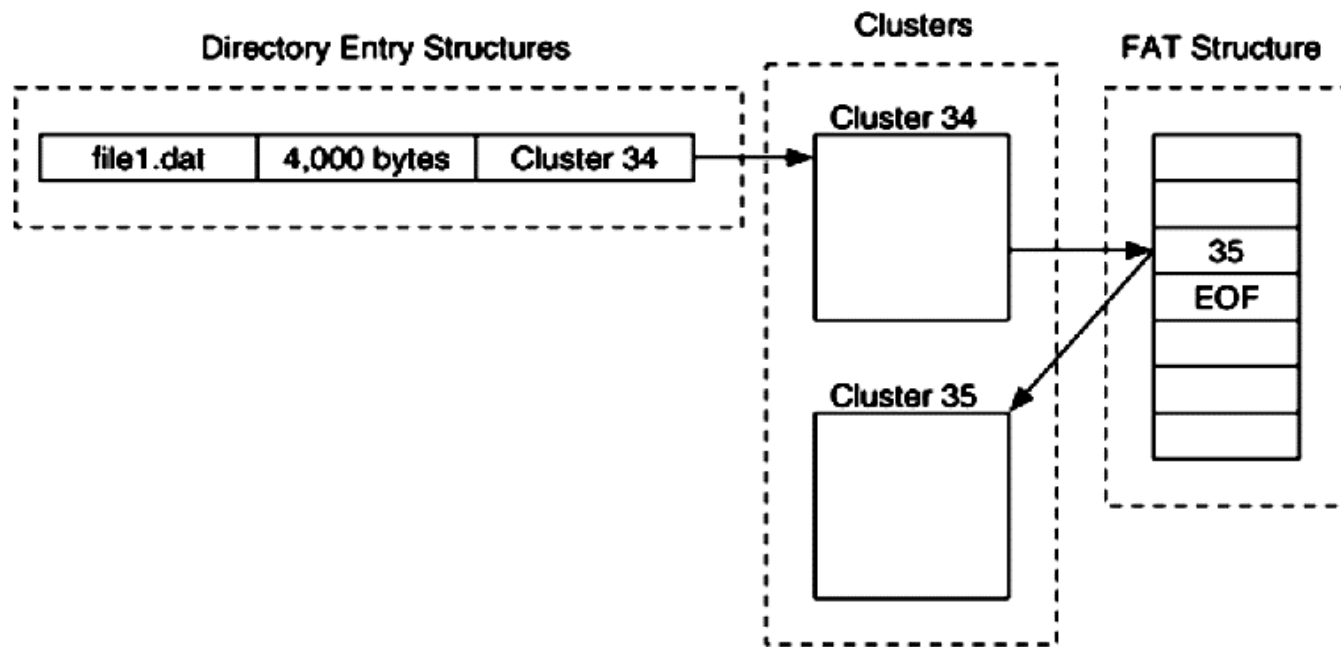 Directory Entry Structures
Clusters
FAT Structure
file1.dat
4,000 bytes
Cluster 34
Cluster 34
35
EOF
Cluster 35